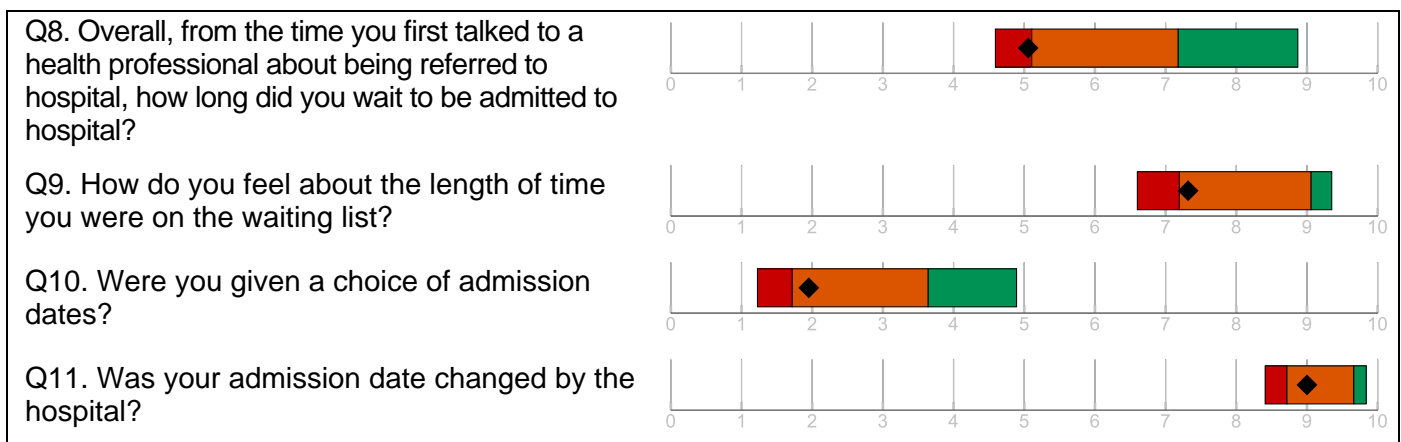 Q8. Overall, from the time you first talked to a
health professional about being referred to
hospital, how long did you wait to be admitted to
hospital?
0 1 2 3 4 5 6 7 8 9 10
Q9. How do you feel about the length of time
you were on the waiting list?
0 1 2 3 4 5 6 7 8 9 10
Q10. Were you given a choice of admission
dates?
0 1 2 3 4 5 6 7 8 9 10
Q11. Was your admission date changed by the
hospital?
0 1 2 3 4 5 6 7 8 9 10